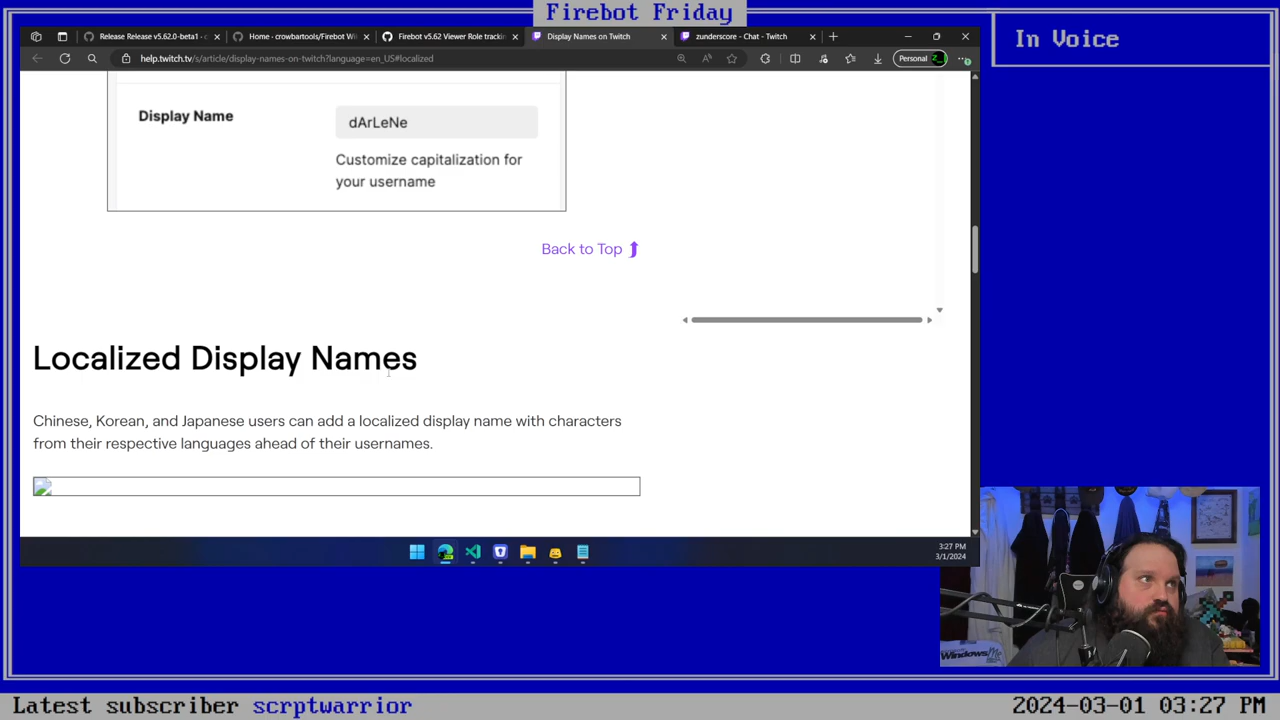 Firebot Friday
In Voice
Release Release v5.62.0-beta1 - c
Home · crowbartools/Firebot Wi
Firebot v5.62 Viewer Role trackin
Display Names on Twitch
zunderscore - Chat - Twitch
help.twitch.tv/s/article/display-names-on-twitch?language=en_US#localized
Personal
Display Name
dArLeNe
Customize capitalization for
your username
Back to Top
Localized Display Names
Chinese, Korean, and Japanese users can add a localized display name with characters
from their respective languages ahead of their usernames.
3:27 PM
3/1/2024
Latest subscriber scrptwarrior
2024-03-01 03:27 PM